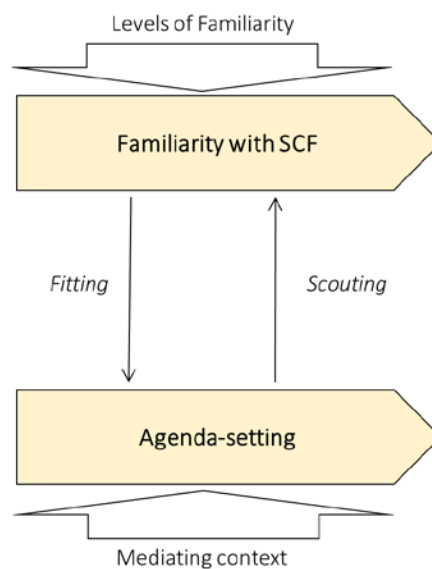 Levels of Familiarity
Familiarity with SCF
Fitting
Scouting
Agenda-setting
Mediating context